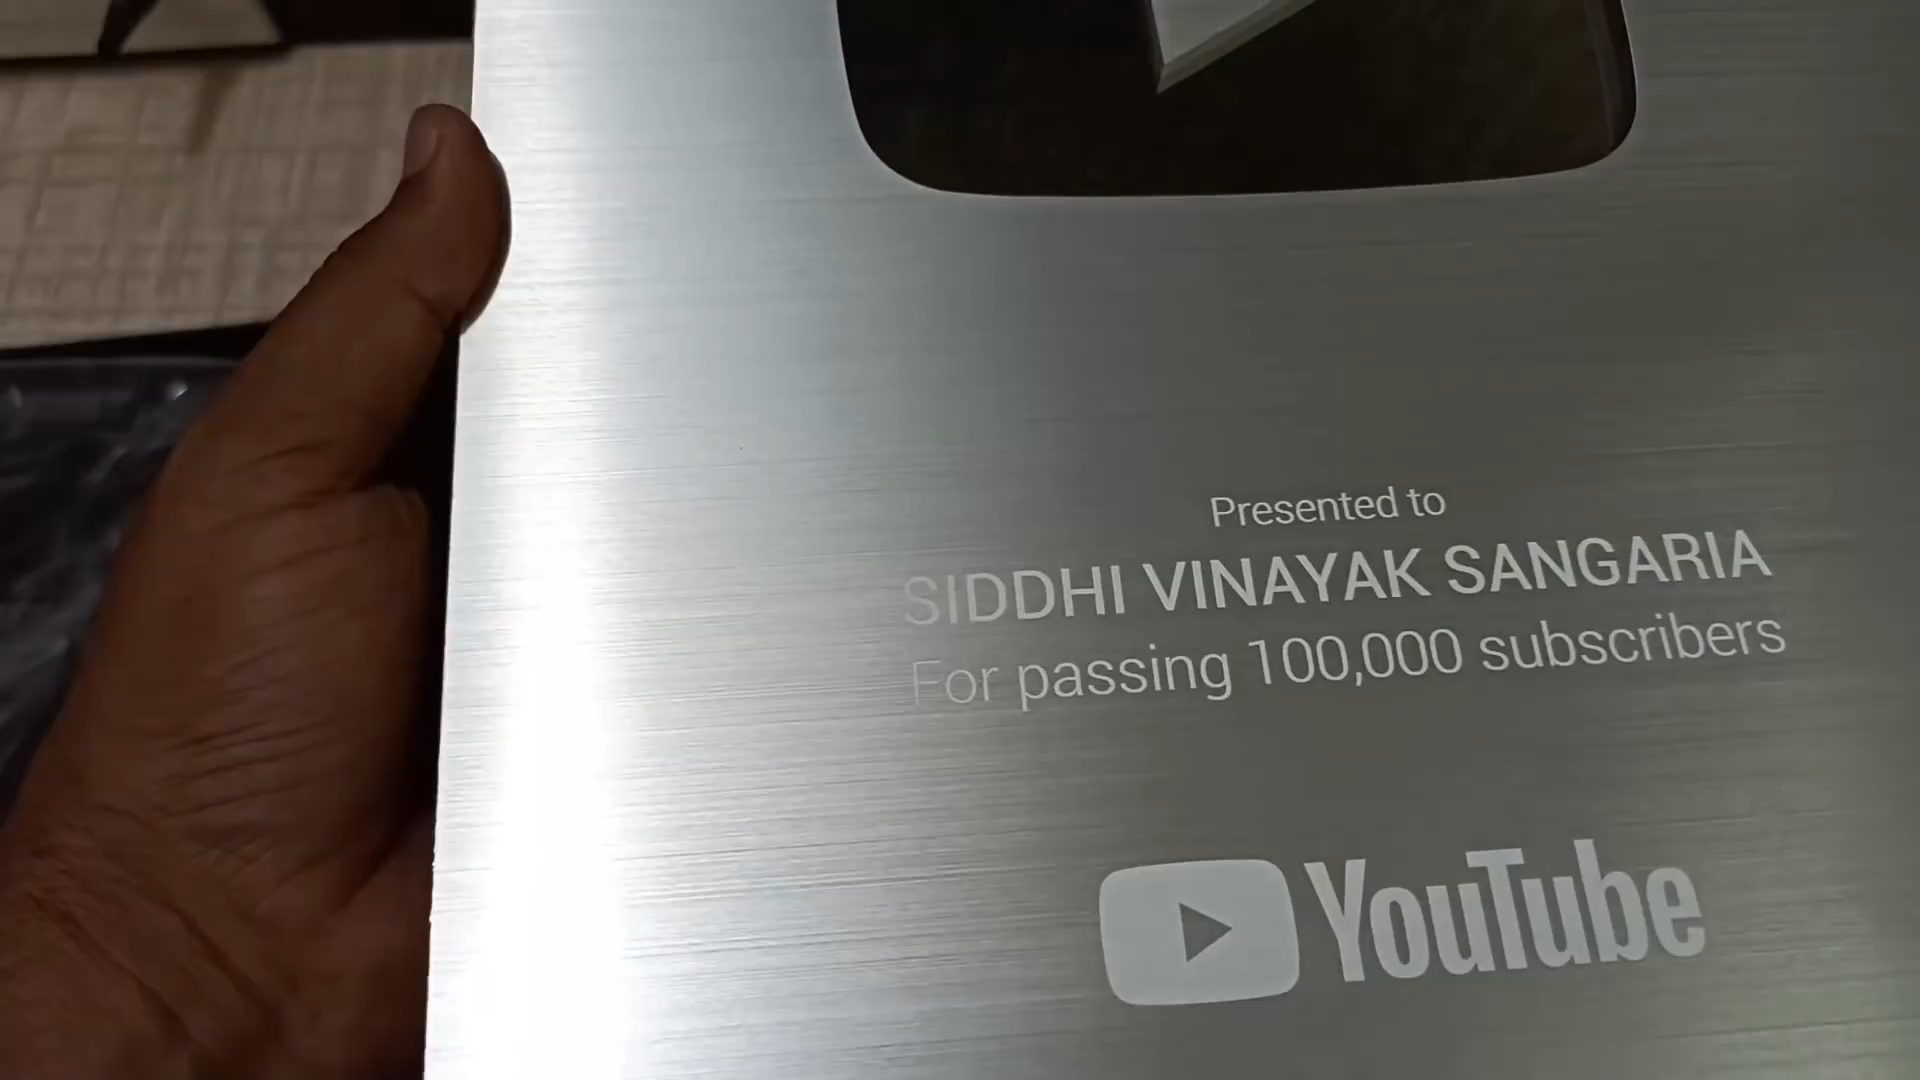 Presented to
SIDDHI VINAYAK SANGARIA
For passing 100,000 subscribers
YouTube